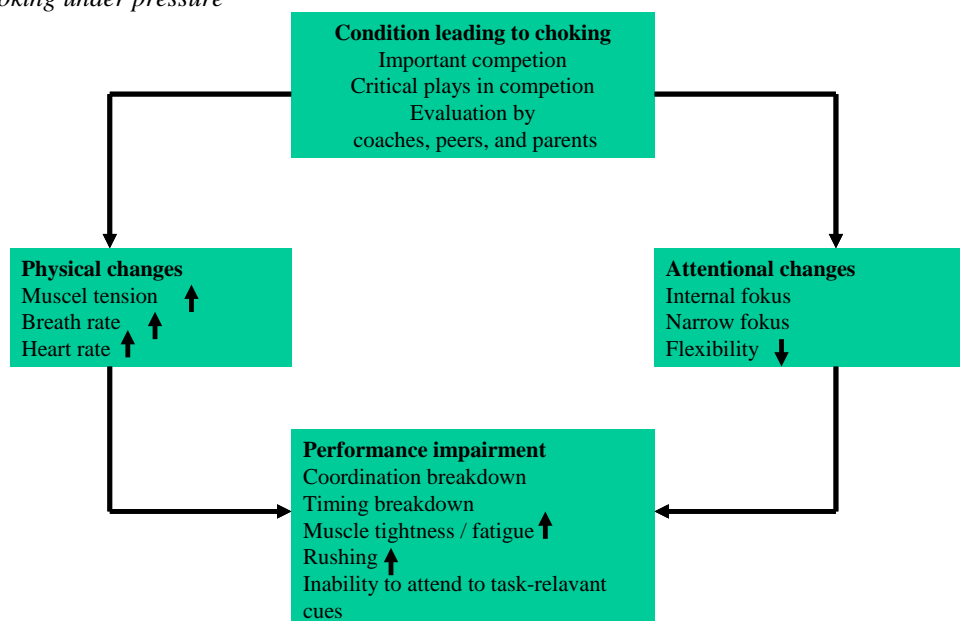 oking under pressure
Condition leading to choking
Important competion
Critical plays in competion
Evaluation by
coaches, peers, and parents
Physical changes
Muscel tension
Breath rate
Heart rate
Attentional changes
Internal fokus
Narrow fokus
Flexibility
Performance impairment
Coordination breakdown
Timing breakdown
Muscle tightness / fatigue
Rushing
Inability to attend to task-relavant
cues